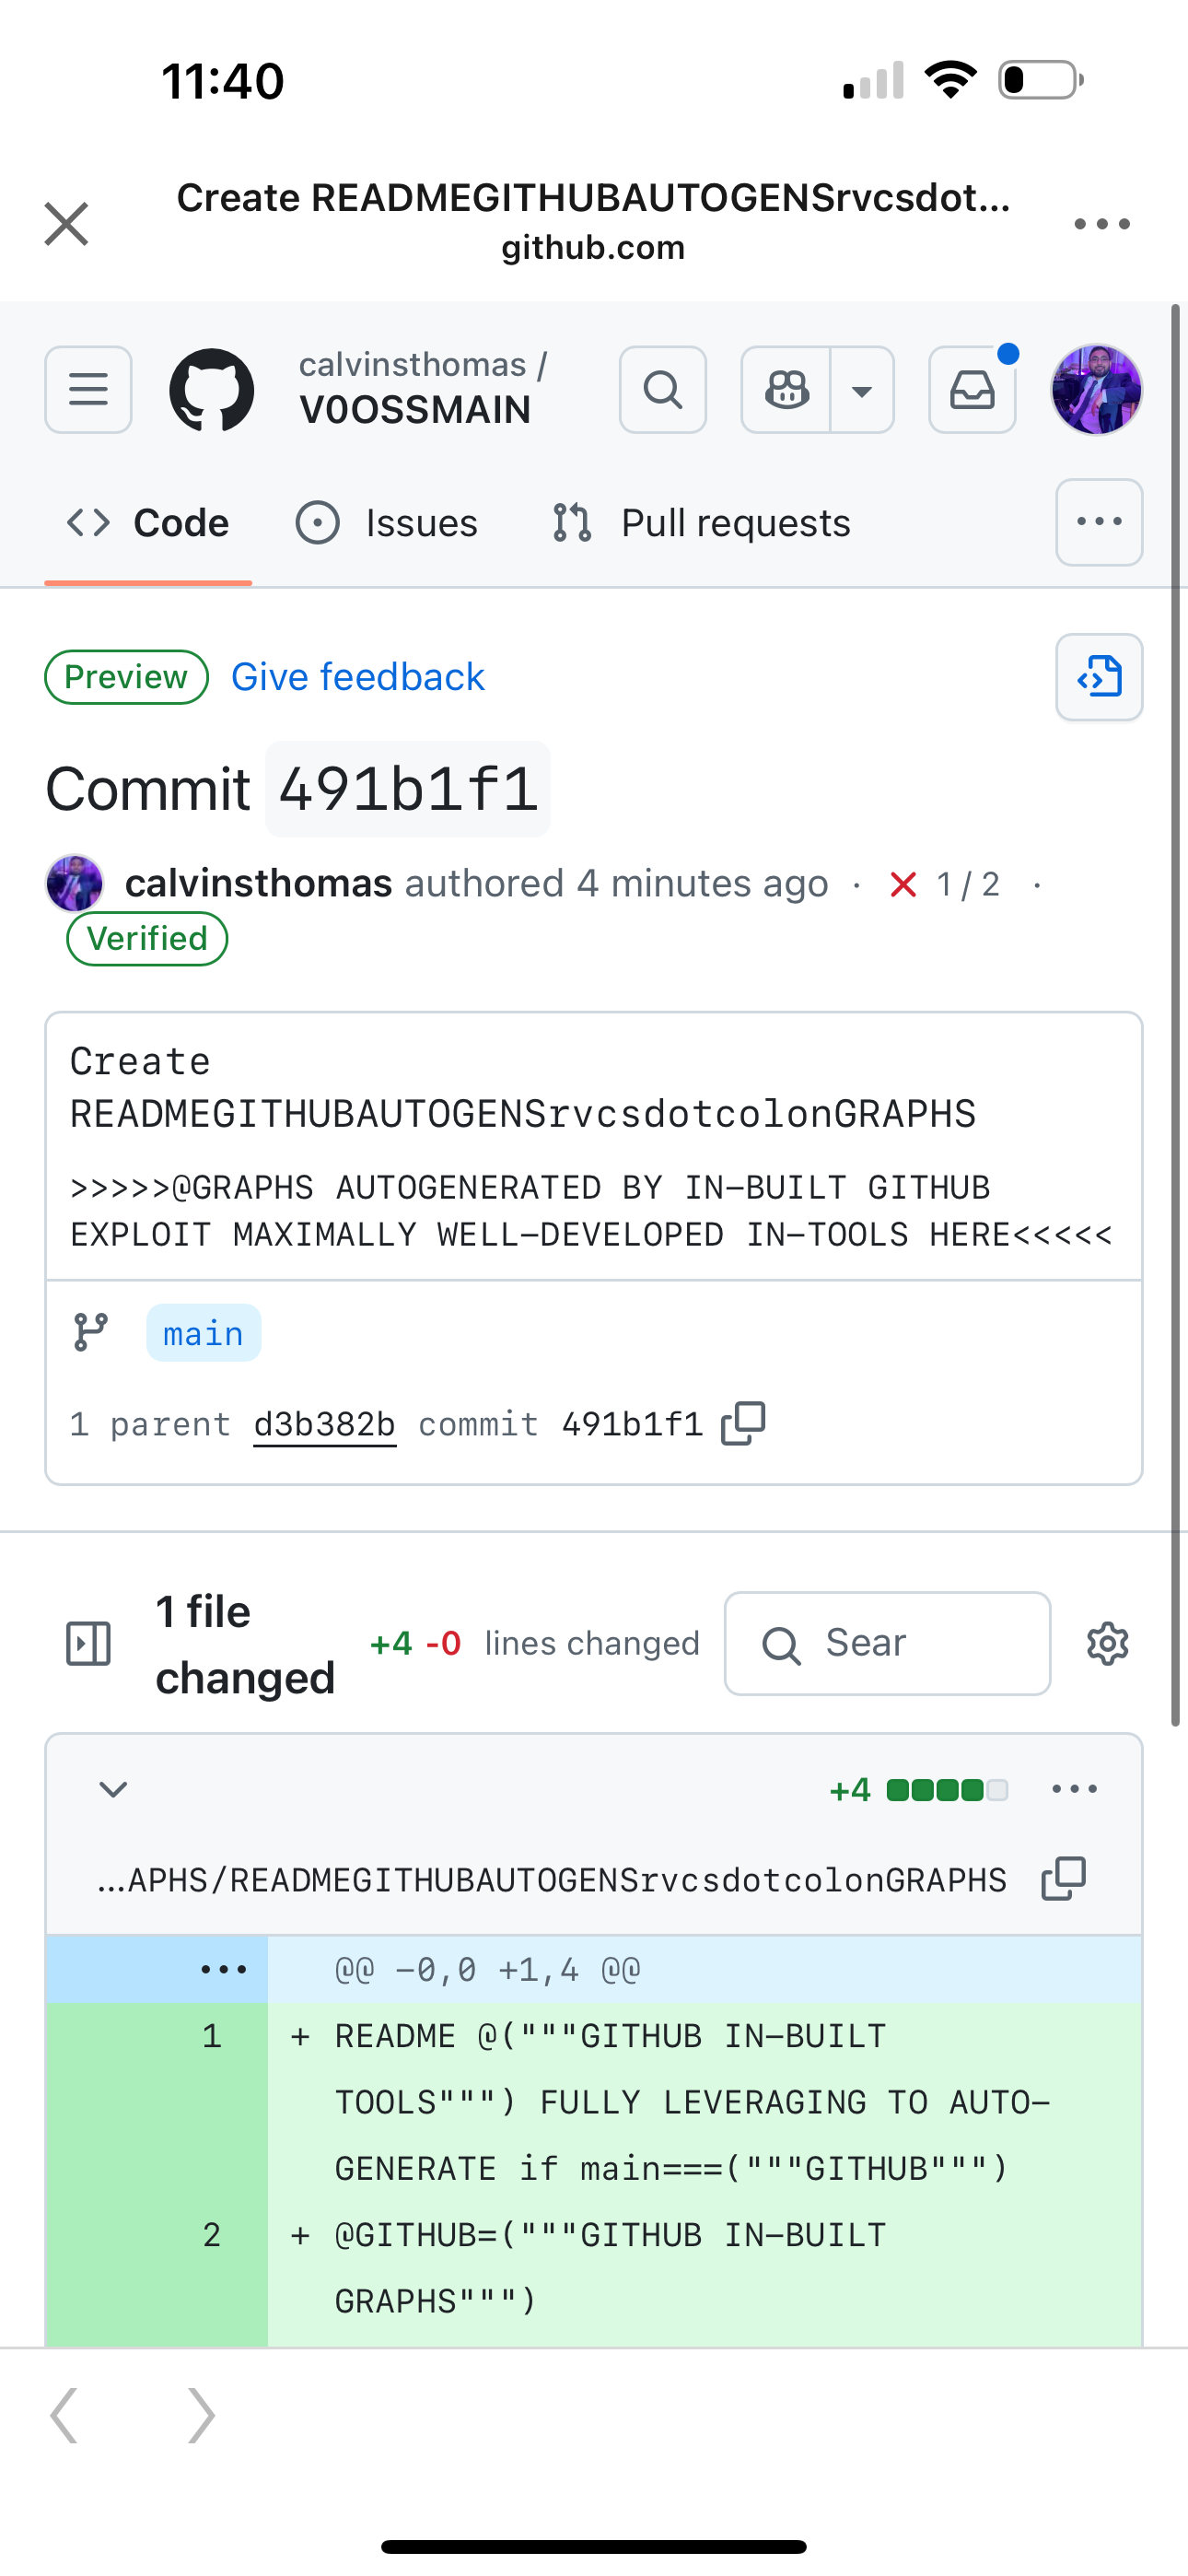 11:40
Create READMEGITHUBAUTOGENSrvcsdot...
github.com
calvinsthomas /
V0OSSMAIN
Code
Issues
Pull requests
Preview
Give feedback
Commit 491b1f1
calvinsthomas authored 4 minutes ago · 1 / 2 ·
Verified
Create
READMEGITHUBAUTOGENSrvcsdotcolonGRAPHS
>>>>>@GRAPHS AUTOGENERATED BY IN-BUILT GITHUB
EXPLOIT MAXIMALLY WELL-DEVELOPED IN-TOOLS HERE<<<<<
main
1 parent d3b382b commit 491b1f1
1 file
changed
+4 -0 lines changed
Sear
+4
...APHS/READMEGITHUBAUTOGENSrvcsdotcolonGRAPHS
@@ -0,0 +1,4 @@
1 + README @("""GITHUB IN-BUILT
TOOLS""") FULLY LEVERAGING TO AUTO-
GENERATE if main===("""GITHUB""")
2 + @GITHUB=("""GITHUB IN-BUILT
GRAPHS""")